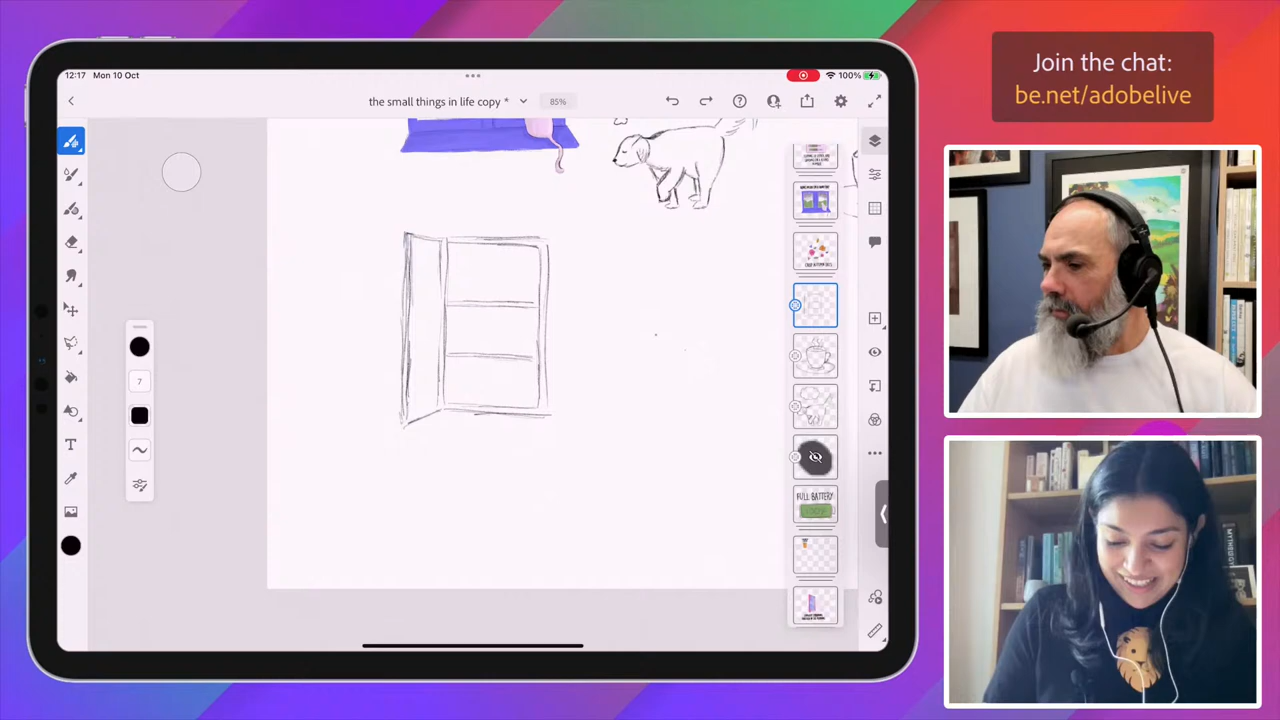 12:17 Mon 10 Oct
100%
the small things in life copy *
85%
7
T
FULL BATTERY
Join the chat:
be.net/adobelive